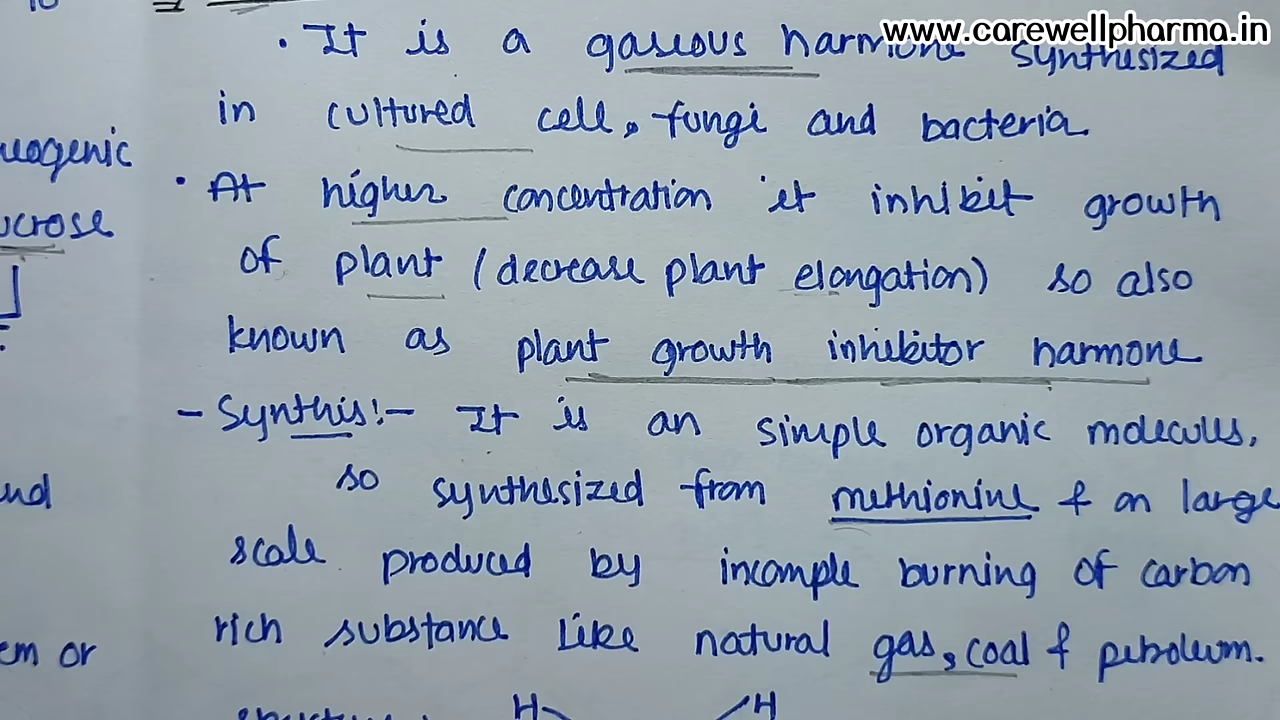 www.carewellpharma.in
• It is a gaseous harmone synthesized
in cultured cell, fungi and bacteria
• At higher concentration it inhibit growth
of plant (decrease plant elongation) so also
known as plant growth inhibitor harmone
- Synthis:- It is an simple organic molecules,
so synthesized from methionine & on large
scale produced by incomple burning of carbon
rich substance like natural gas, coal & petroleum.
H H
em or